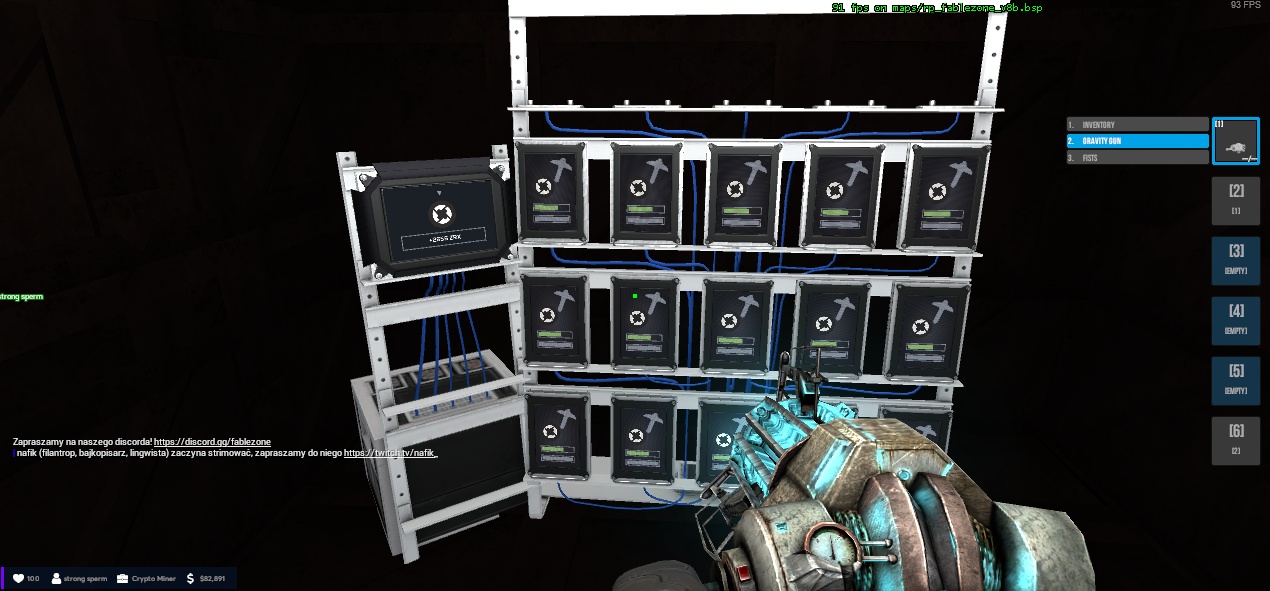 91 fps on maps/rp_fablezone_v8b.bsp
93 FPS
1. INVENTORY
2. GRAVITY GUN
3. FISTS
[1]
[2]
[1]
[3]
[EMPTY]
[4]
[EMPTY]
[5]
[EMPTY]
[6]
[2]
strong sperm
Zapraszamy na naszego discorda! https://discord.gg/fablezone
nafik (filantrop, bajkopisarz, lingwista) zaczyna strimować, zapraszamy do niego https://twitch.tv/nafik_
100 strong sperm Crypto Miner $ $82,891